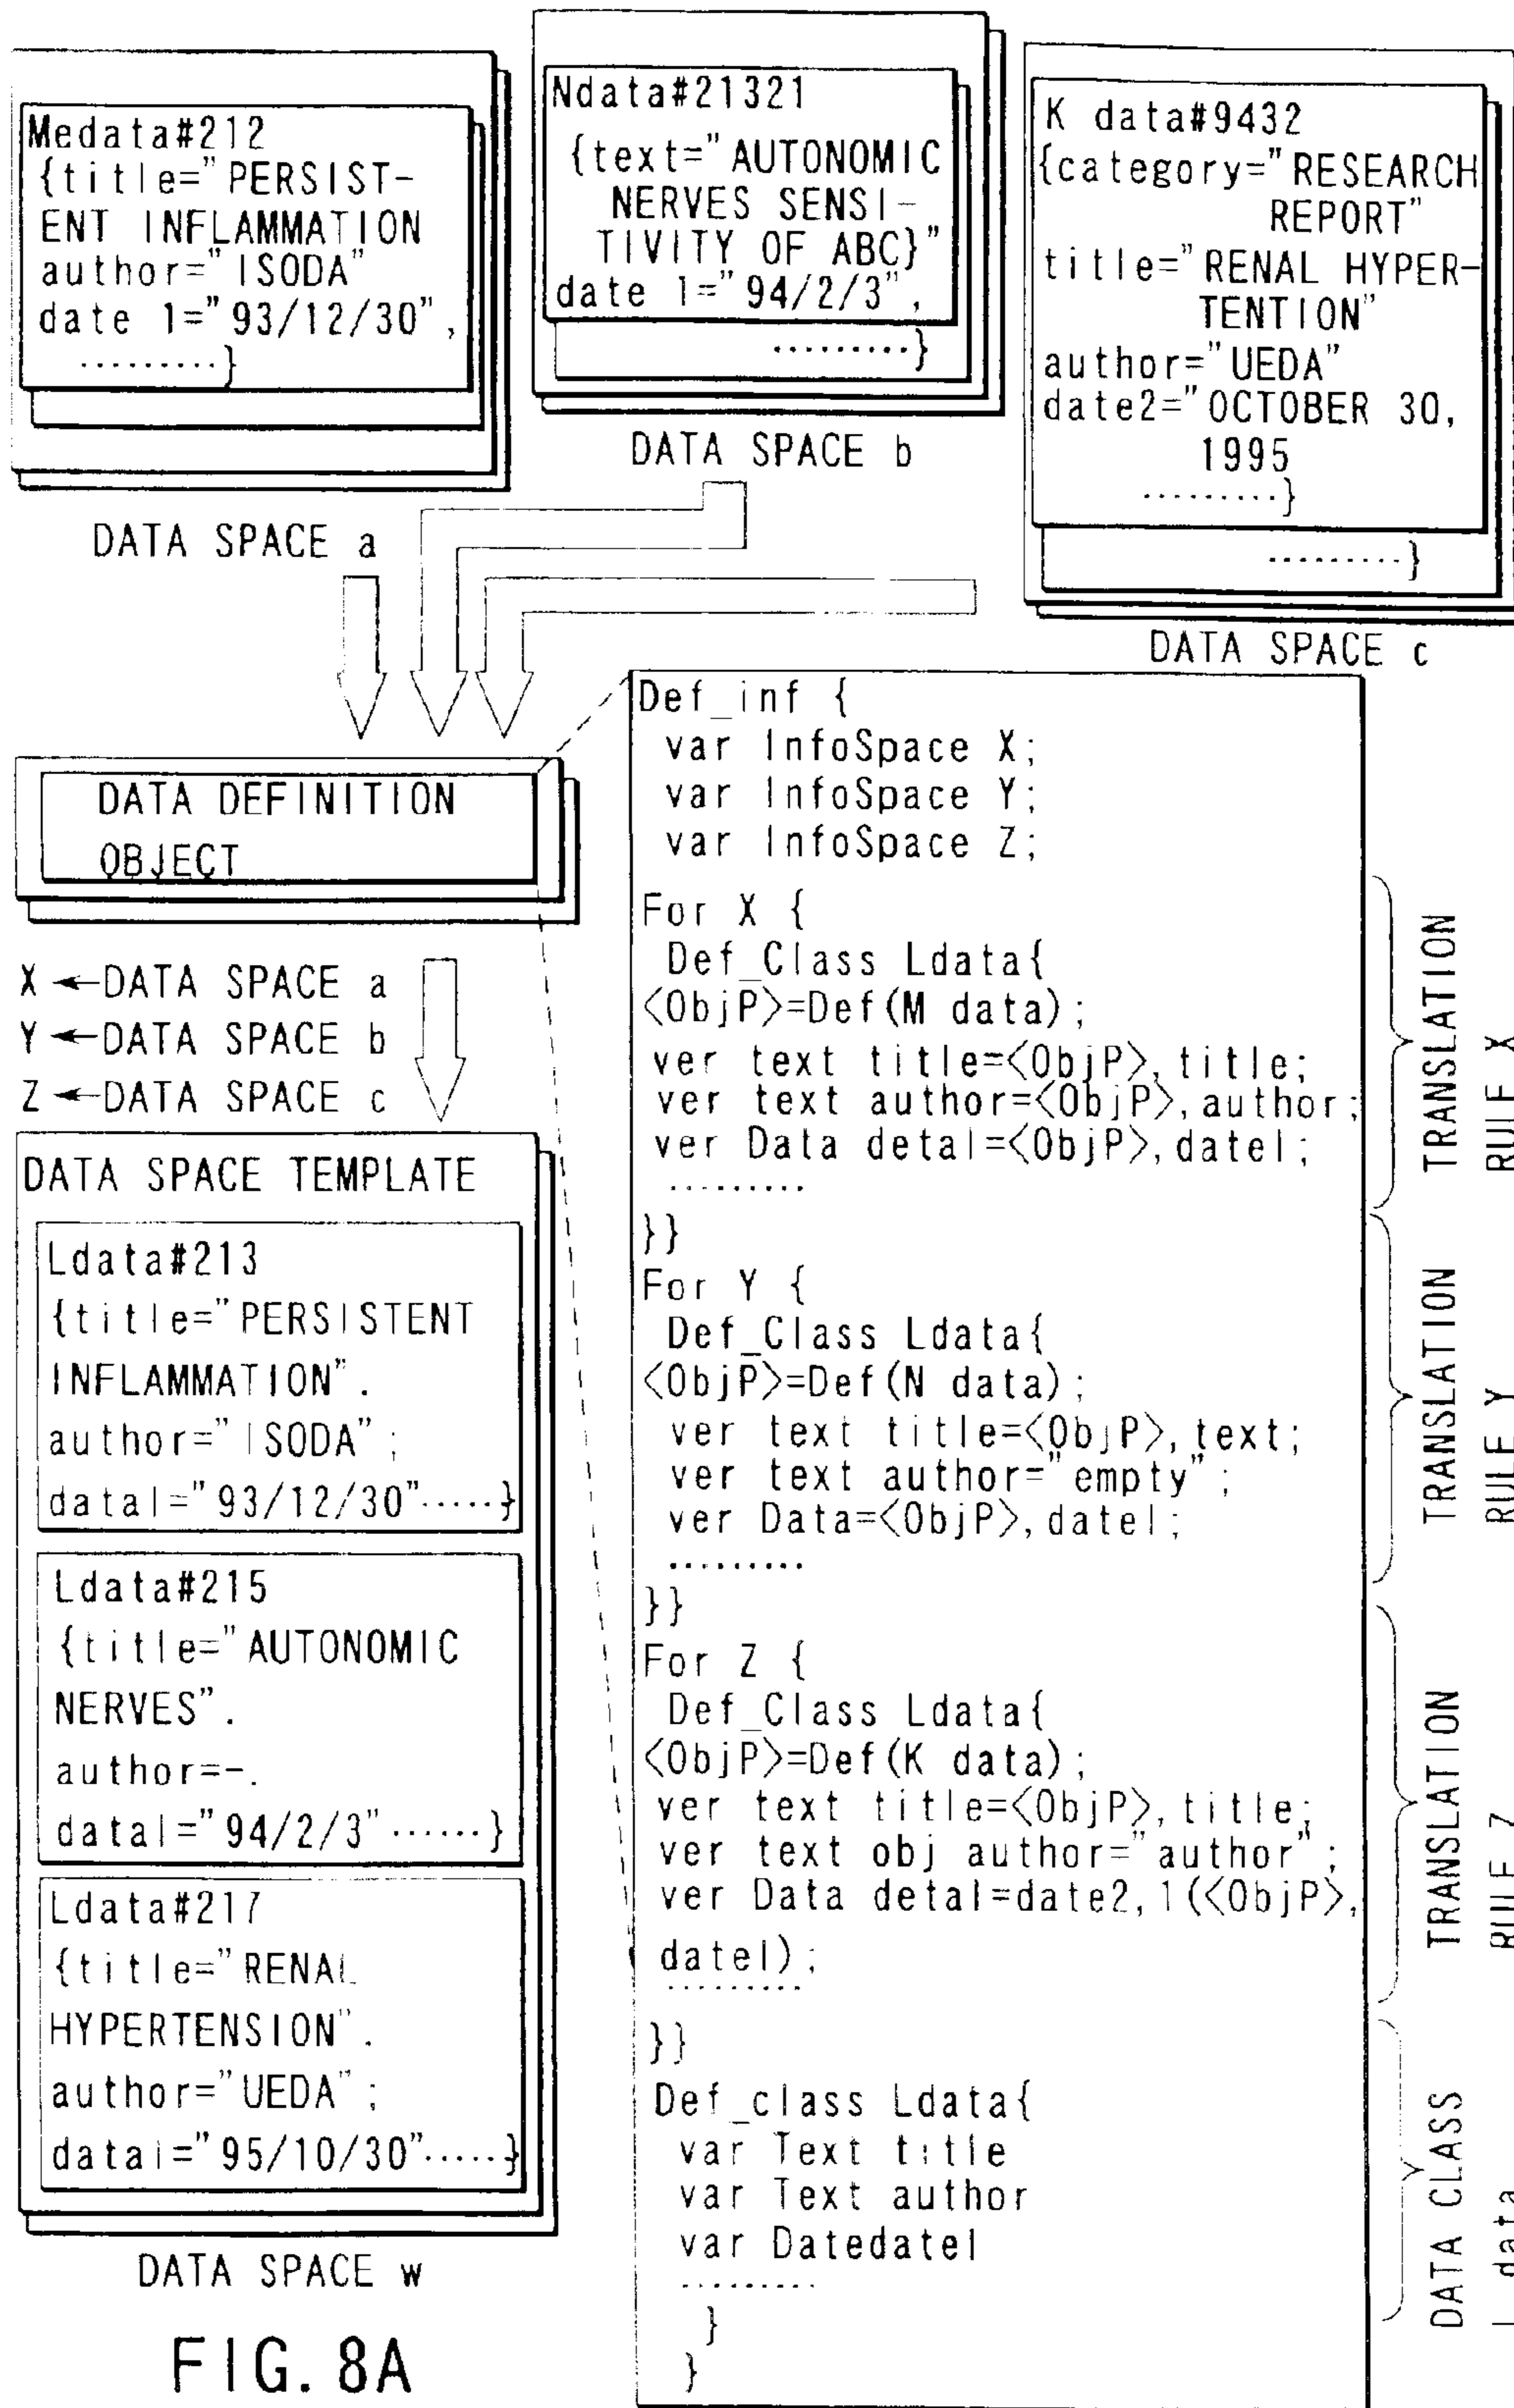 Medata#212
{title="PERSIST-
ENT INFLAMMATION
author="ISODA"
date 1="93/12/30",
.........}
DATA SPACE a
Ndata#21321
{text="AUTONOMIC
NERVES SENSI-
TIVITY OF ABC}"
date 1="94/2/3",
.........}
DATA SPACE b
K data#9432
{category="RESEARCH
REPORT"
title="RENAL HYPER-
TENTION"
author="UEDA"
date2="OCTOBER 30,
1995
.........}
.........}
DATA SPACE c
DATA DEFINITION
OBJECT
X ←DATA SPACE a
Y ←DATA SPACE b
Z ←DATA SPACE c
DATA SPACE TEMPLATE
Ldata#213
{title="PERSISTENT
INFLAMMATION".
author="ISODA";
datal="93/12/30".....}
Ldata#215
{title="AUTONOMIC
NERVES".
author=-.
datal="94/2/3"......}
Ldata#217
{title="RENAL
HYPERTENSION".
author="UEDA";
datal="95/10/30".....}
DATA SPACE w
FIG. 8A
Def_inf {
var InfoSpace X;
var InfoSpace Y;
var InfoSpace Z;
For X {
Def_Class Ldata{
<ObjP>=Def(M data);
ver text title=<ObjP>,title;
ver text author=<ObjP>,author;
ver Data detal=<ObjP>,datel;
.........
}}
For Y {
Def_Class Ldata{
<ObjP>=Def(N data);
ver text title=<ObjP>,text;
ver text author="empty";
ver Data=<ObjP>,datel;
.........
}}
For Z {
Def_Class Ldata{
<ObjP>=Def(K data);
ver text title=<ObjP>,title;
ver text obj author="author";
ver Data detal=date2,1(<ObjP>,
datel);
.........
}}
Def_class Ldata{
var Text title
var Text author
var Datedatel
.........
}
}
TRANSLATION
RULE X
TRANSLATION
RULE Y
TRANSLATION
RULE Z
DATA CLASS
L data